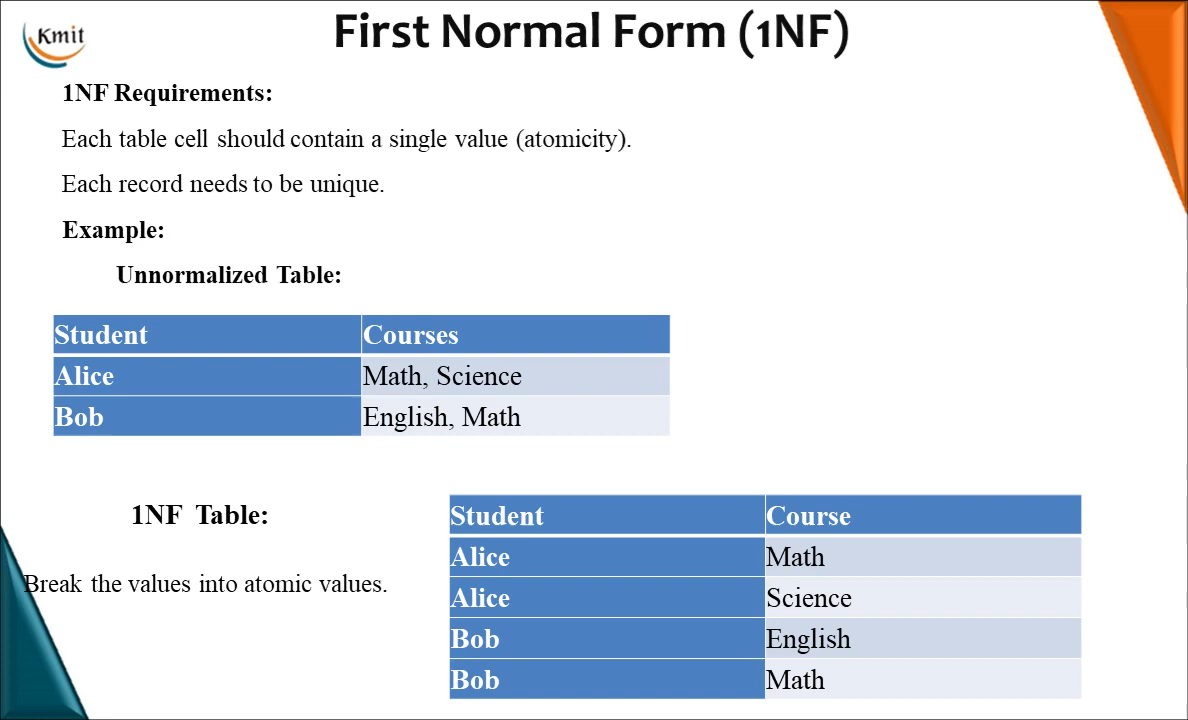 Kmit
First Normal Form (1NF)
1NF Requirements:
Each table cell should contain a single value (atomicity).
Each record needs to be unique.
Example:
Unnormalized Table:
Student Courses
Alice Math, Science
Bob English, Math
1NF Table:
Break the values into atomic values.
Student Course
Alice Math
Alice Science
Bob English
Bob Math